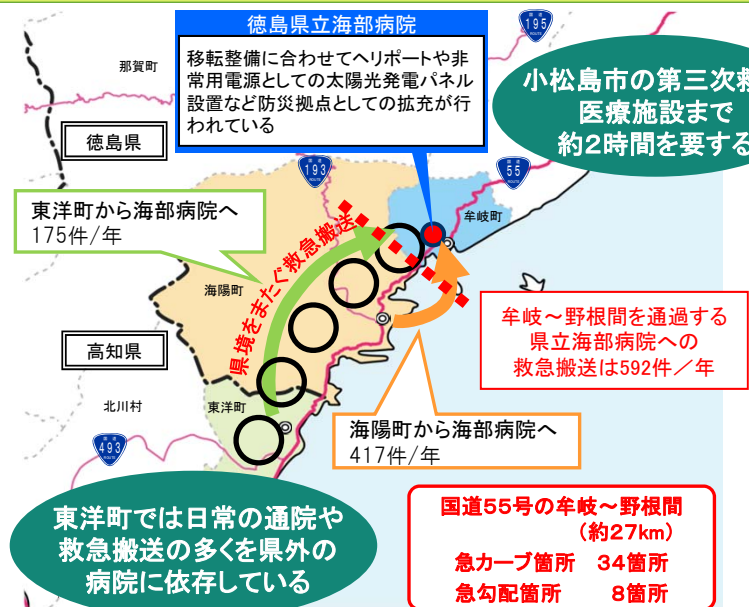 徳島県立海部病院
移転整備に合わせてヘリポートや非
常用電源としての太陽光発電パネル
設置など防災拠点としての拡充が行
われている
国道
195
ROUTE
小松島市の第三次救
医療施設まで
約2時間を要する
那賀町
徳島県
国道
193
ROUTE
国道
55
ROUTE
牟岐町
東洋町から海部病院へ
175件/年
県境をまたぐ救急搬送
海陽町
牟岐~野根間を通過する
県立海部病院への
救急搬送は592件/年
高知県
北川村
東洋町
国道
493
ROUTE
海陽町から海部病院へ
417件/年
東洋町では日常の通院や
救急搬送の多くを県外の
病院に依存している
国道55号の牟岐~野根間
(約27km)
急カーブ箇所 34箇所
急勾配箇所 8箇所